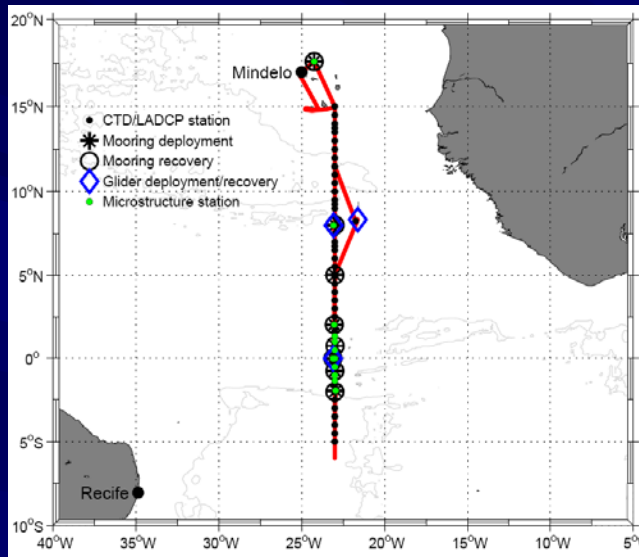 20°N
Mindelo
15°N
CTD/LADCP station
Mooring deployment
Mooring recovery
10°N
Glider deployment/recovery
Microstructure station
5°N
0°
5°S
Recife
10°S
40°W 35°W 30°W 25°W 20°W 15°W 10°W 5°W